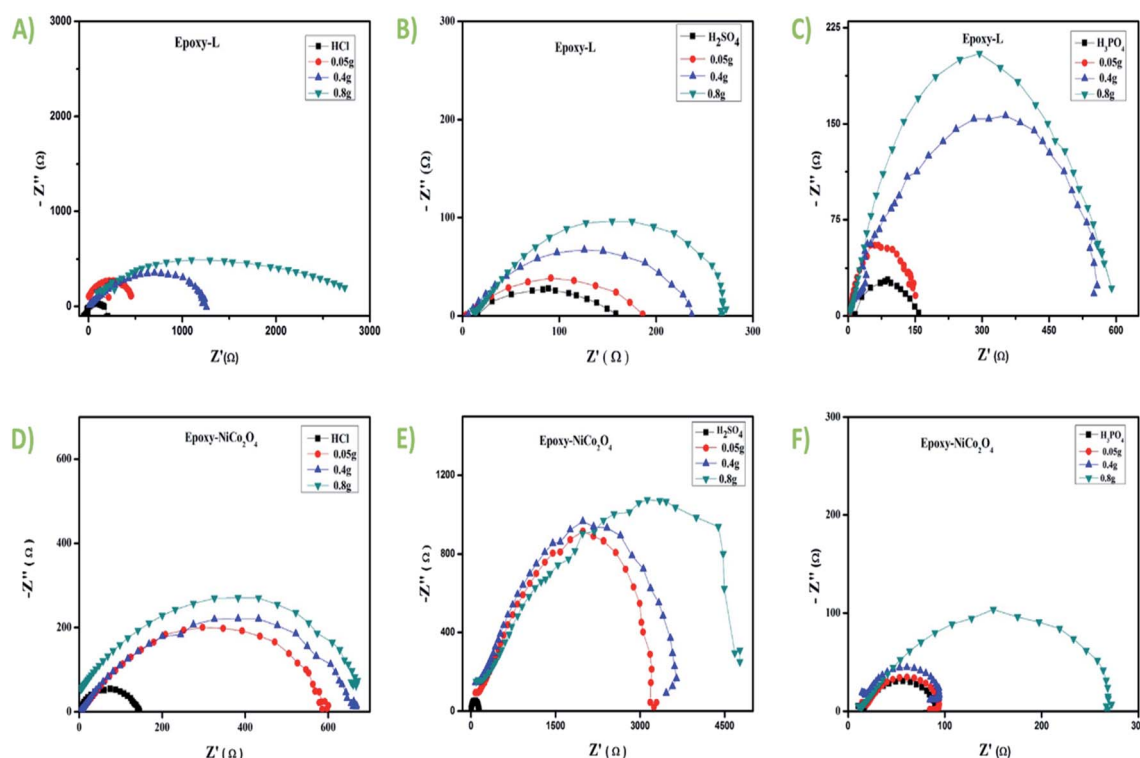 A)
Epoxy-L
HCl
0.05g
0.4g
0.8g
3000
2000
1000
0
- Z'' (Ω)
0
1000
2000
3000
Z'(Ω)
B)
Epoxy-L
H₂SO₄
0.05g
0.4g
0.8g
300
200
100
0
- Z'' (Ω)
0
100
200
300
Z' ( Ω )
C)
Epoxy-L
H₃PO₄
0.05g
0.4g
0.8g
225
150
75
0
- Z'' (Ω)
0
150
300
450
600
Z' (Ω)
D)
Epoxy-NiCo₂O₄
HCl
0.05g
0.4g
0.8g
600
400
200
0
-Z'' ( Ω )
0
200
400
600
Z' ( Ω )
E)
Epoxy-NiCo₂O₄
H₂SO₄
0.05g
0.4g
0.8g
1200
800
400
0
-Z'' ( Ω )
0
1500
3000
4500
Z' ( Ω )
F)
Epoxy-NiCo₂O₄
H₃PO₄
0.05g
0.4g
0.8g
300
200
100
0
- Z'' (Ω)
0
100
200
30
Z' (Ω)